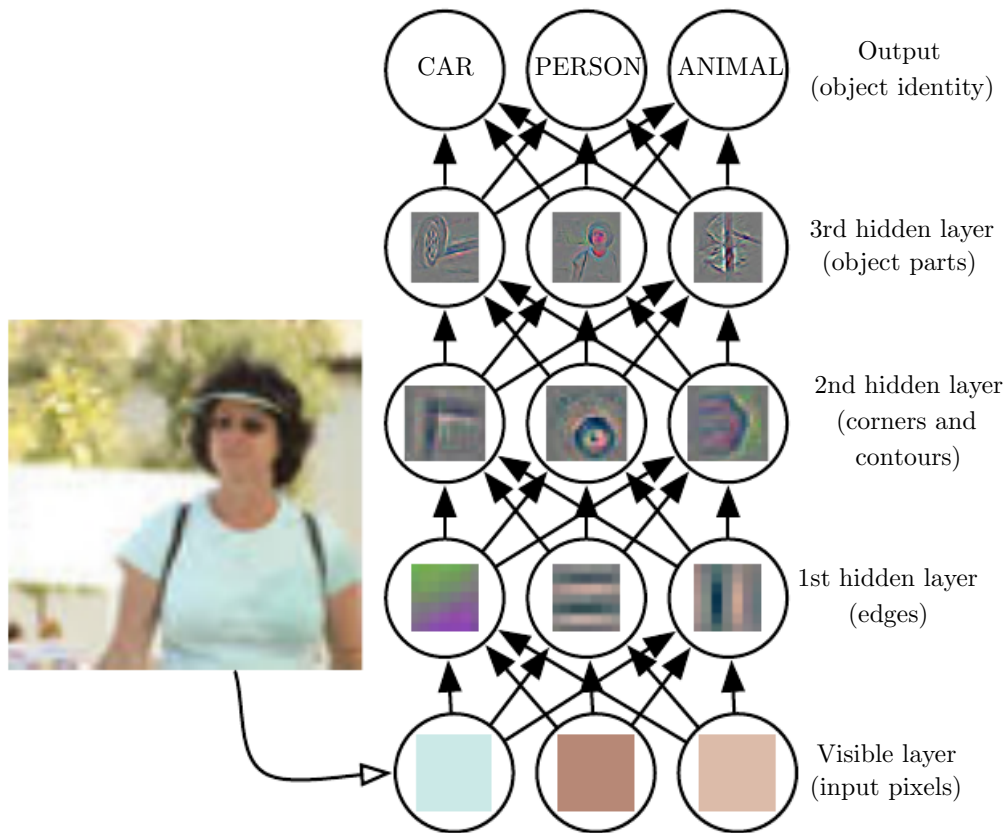 CAR PERSON ANIMAL
Output
(object identity)
3rd hidden layer
(object parts)
2nd hidden layer
(corners and
contours)
1st hidden layer
(edges)
Visible layer
(input pixels)